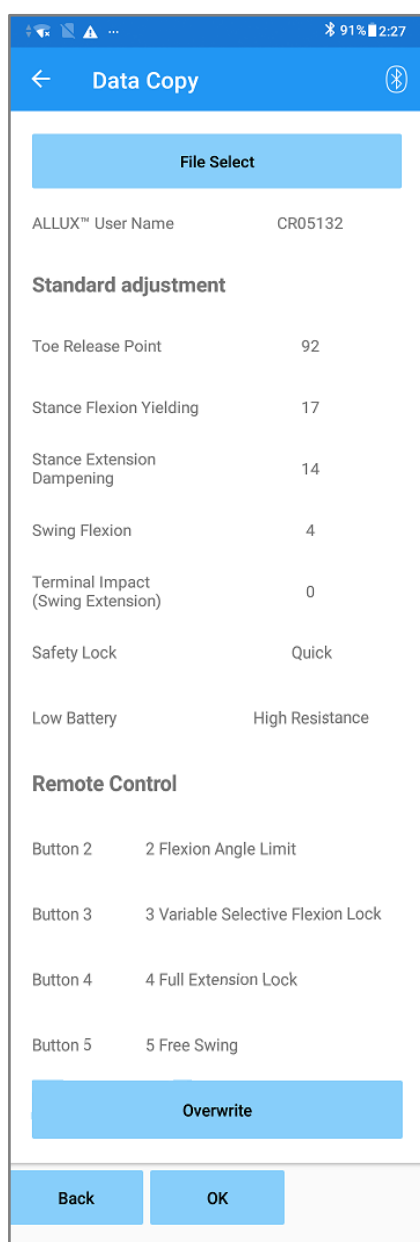 91% 2:27
Data Copy
File Select
ALLUX™ User Name CR05132
Standard adjustment
Toe Release Point 92
Stance Flexion Yielding 17
Stance Extension
Dampening 14
Swing Flexion 4
Terminal Impact
(Swing Extension) 0
Safety Lock Quick
Low Battery High Resistance
Remote Control
Button 2 2 Flexion Angle Limit
Button 3 3 Variable Selective Flexion Lock
Button 4 4 Full Extension Lock
Button 5 5 Free Swing
Overwrite
Back OK